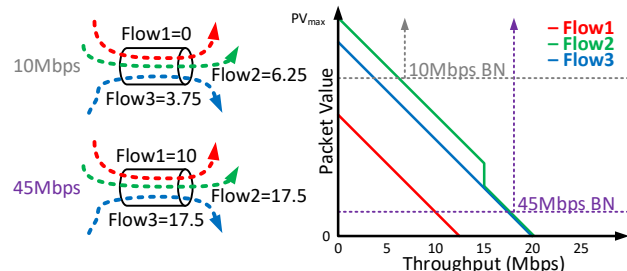 Flow1=0
10Mbps
Flow2=6.25
Flow3=3.75
Flow1=10
45Mbps
Flow2=17.5
Flow3=17.5
PVmax
Flow1
Flow2
Flow3
10Mbps BN
45Mbps BN
Packet Value
0
0 5 10 15 20 25
Throughput (Mbps)